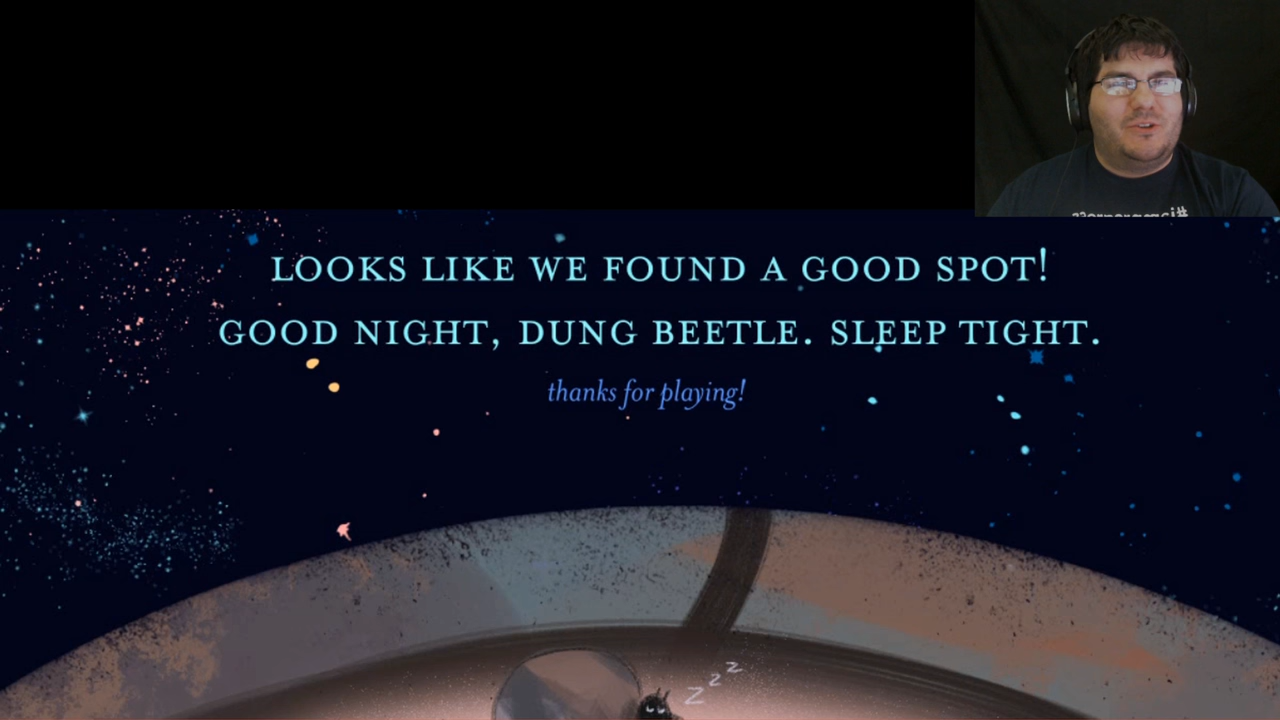 LOOKS LIKE WE FOUND A GOOD SPOT!
GOOD NIGHT, DUNG BEETLE. SLEEP TIGHT.
thanks for playing!
z z z